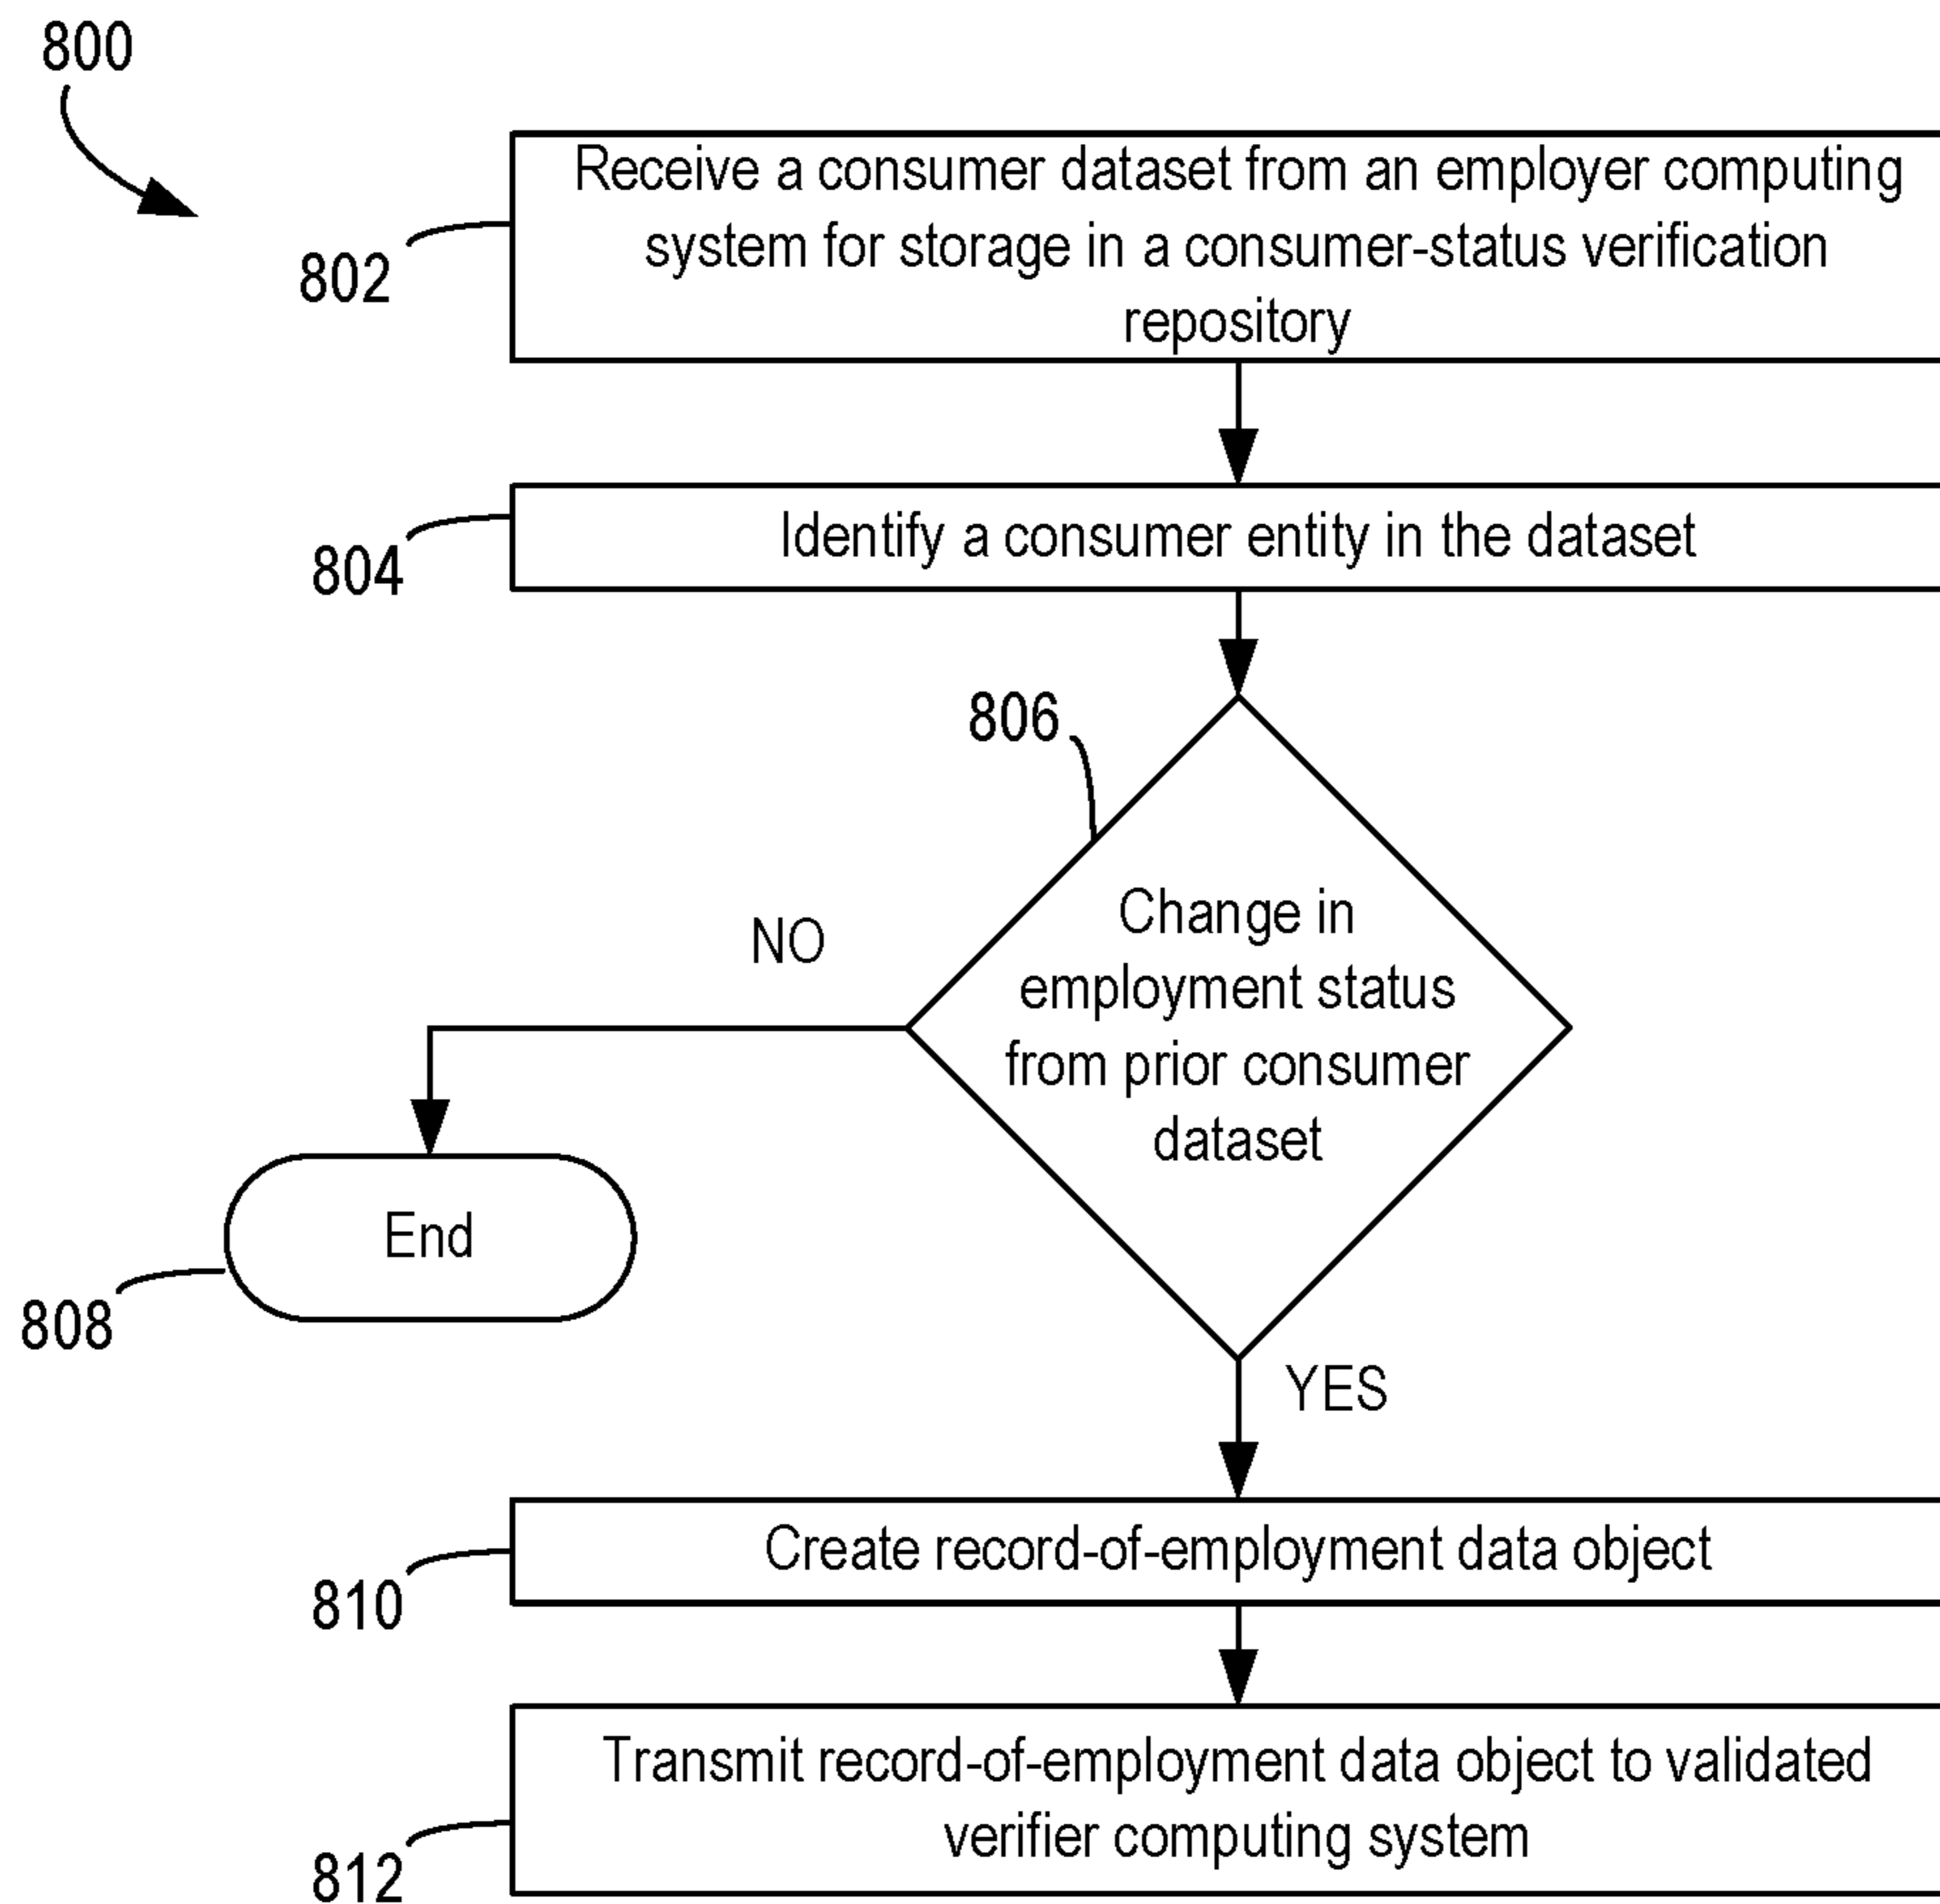 800
Receive a consumer dataset from an employer computing
system for storage in a consumer-status verification
repository
802
Identify a consumer entity in the dataset
804
806
Change in
employment status
from prior consumer
dataset
NO
End
808
YES
Create record-of-employment data object
810
Transmit record-of-employment data object to validated
verifier computing system
812